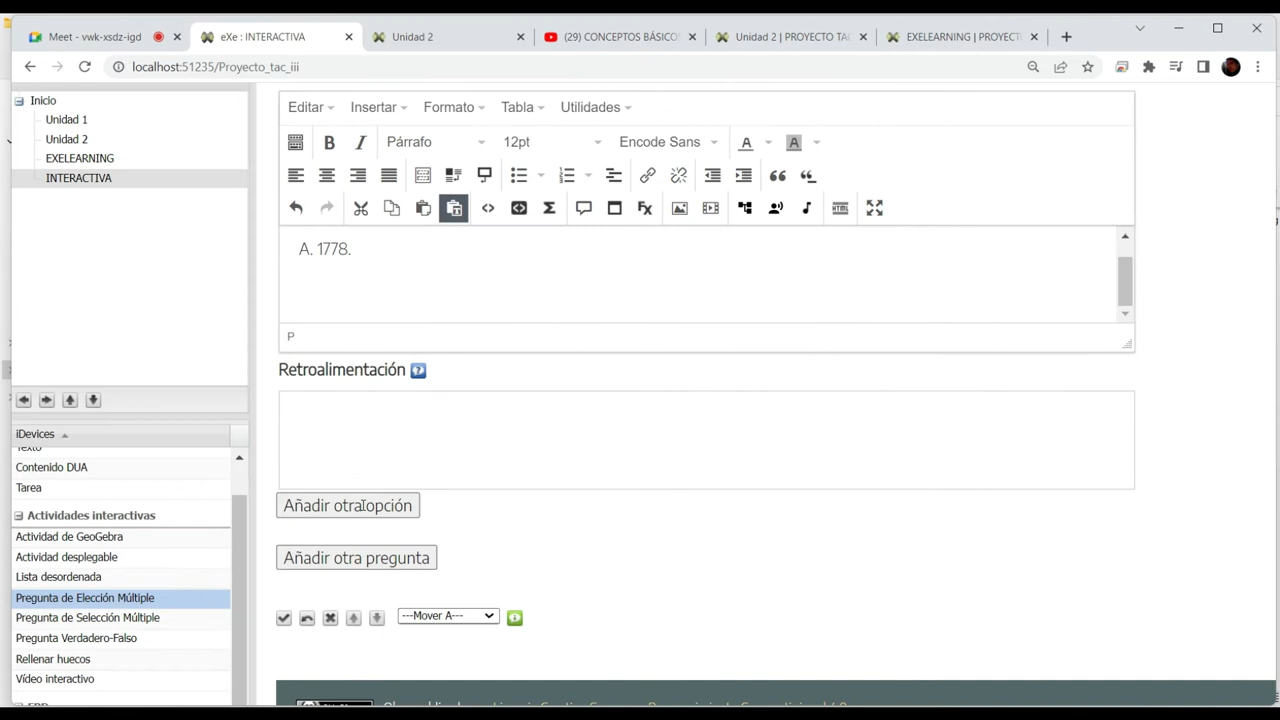 Meet - vwk-xsdz-igd
eXe : INTERACTIVA
Unidad 2
(29) CONCEPTOS BÁSICOS
Unidad 2 | PROYECTO TAC
EXELEARNING | PROYECT
localhost:51235/Proyecto_tac_iii
Inicio
Unidad 1
Unidad 2
EXELEARNING
INTERACTIVA
Editar
Insertar
Formato
Tabla
Utilidades
Párrafo
12pt
Encode Sans
A. 1778.
P
Retroalimentación
Añadir otra opción
Añadir otra pregunta
---Mover A---
iDevices
Texto
Contenido DUA
Tarea
Actividades interactivas
Actividad de GeoGebra
Actividad desplegable
Lista desordenada
Pregunta de Elección Múltiple
Pregunta de Selección Múltiple
Pregunta Verdadero-Falso
Rellenar huecos
Vídeo interactivo